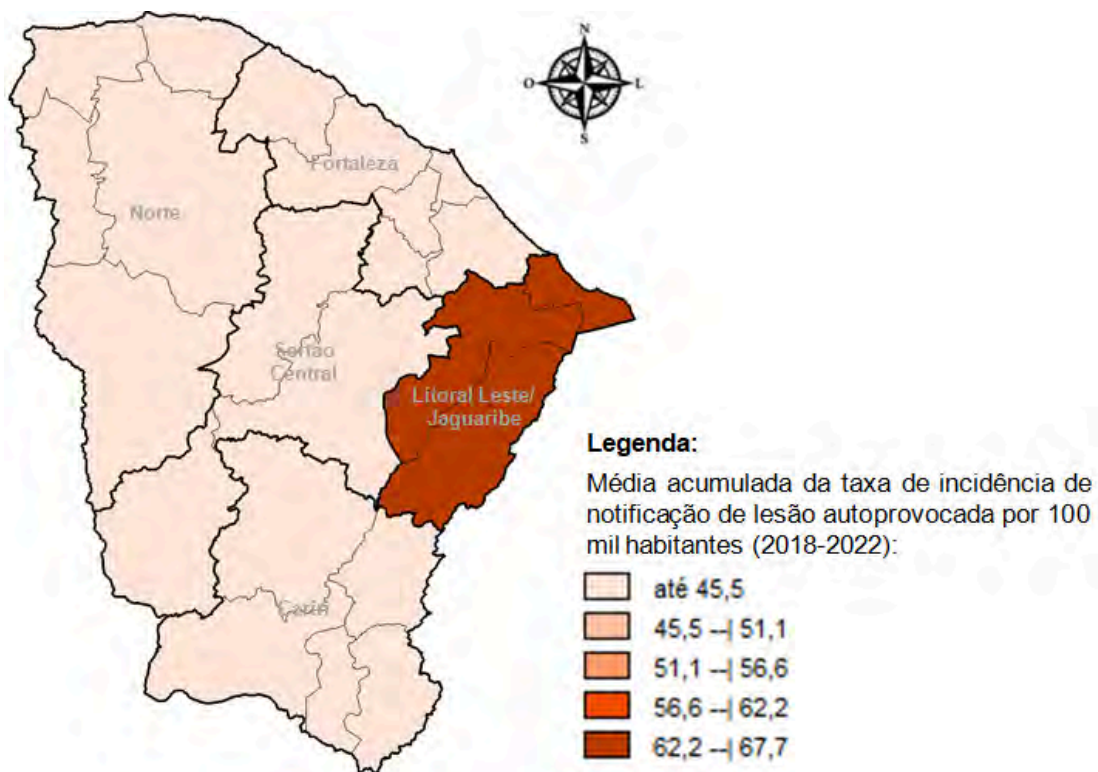 N
O
L
S
Fortaleza
Norte
Sertão
Central
Litoral Leste/
Jaguaribe
Cariri
Legenda:
Média acumulada da taxa de incidência de
notificação de lesão autoprovocada por 100
mil habitantes (2018-2022):
até 45,5
45,5 --| 51,1
51,1 --| 56,6
56,6 --| 62,2
62,2 --| 67,7